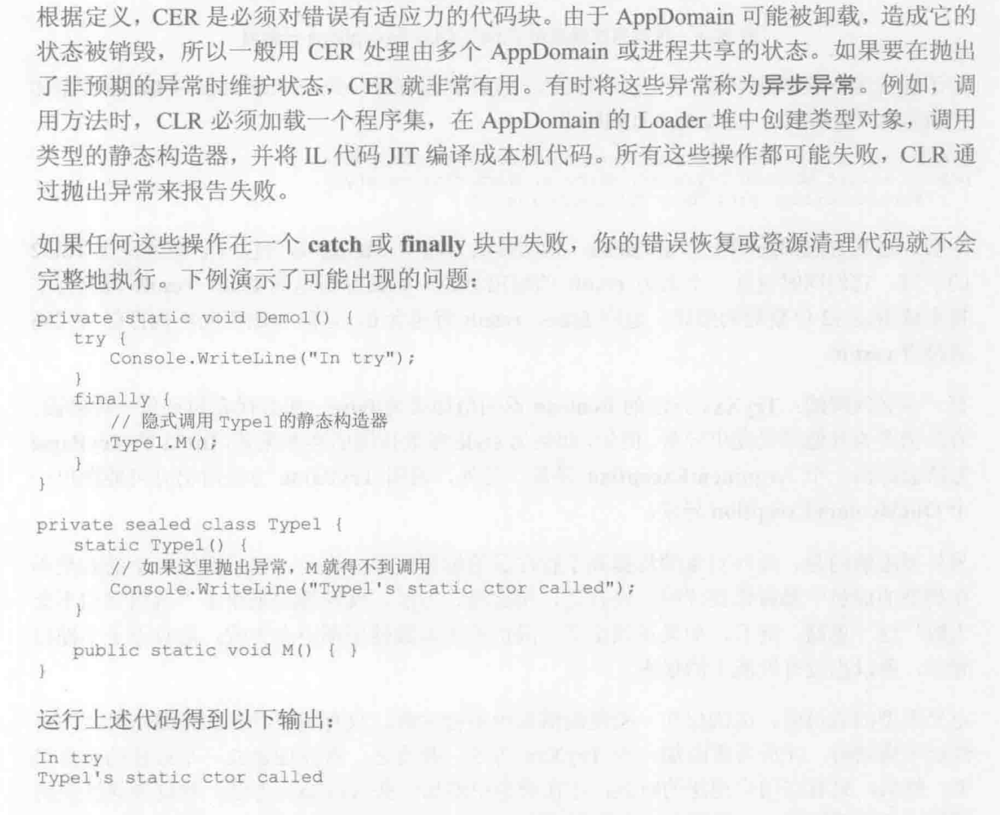 根据定义，CER 是必须对错误有适应力的代码块。由于 AppDomain 可能被卸载，造成它的
状态被销毁，所以一般用 CER 处理由多个 AppDomain 或进程共享的状态。如果要在抛出
了非预期的异常时维护状态，CER 就非常有用。有时将这些异常称为异步异常。例如，调
用方法时，CLR 必须加载一个程序集，在 AppDomain 的 Loader 堆中创建类型对象，调用
类型的静态构造器，并将 IL 代码 JIT 编译成本机代码。所有这些操作都可能失败，CLR 通
过抛出异常来报告失败。
如果任何这些操作在一个 catch 或 finally 块中失败，你的错误恢复或资源清理代码就不会
完整地执行。下例演示了可能出现的问题：
private static void Demo1() {
try {
Console.WriteLine("In try");
}
finally {
// 隐式调用 Type1 的静态构造器
Type1.M();
}
}
private sealed class Type1 {
static Type1() {
// 如果这里抛出异常，M 就得不到调用
Console.WriteLine("Type1's static ctor called");
}
public static void M() { }
}
运行上述代码得到以下输出：
In try
Type1's static ctor called